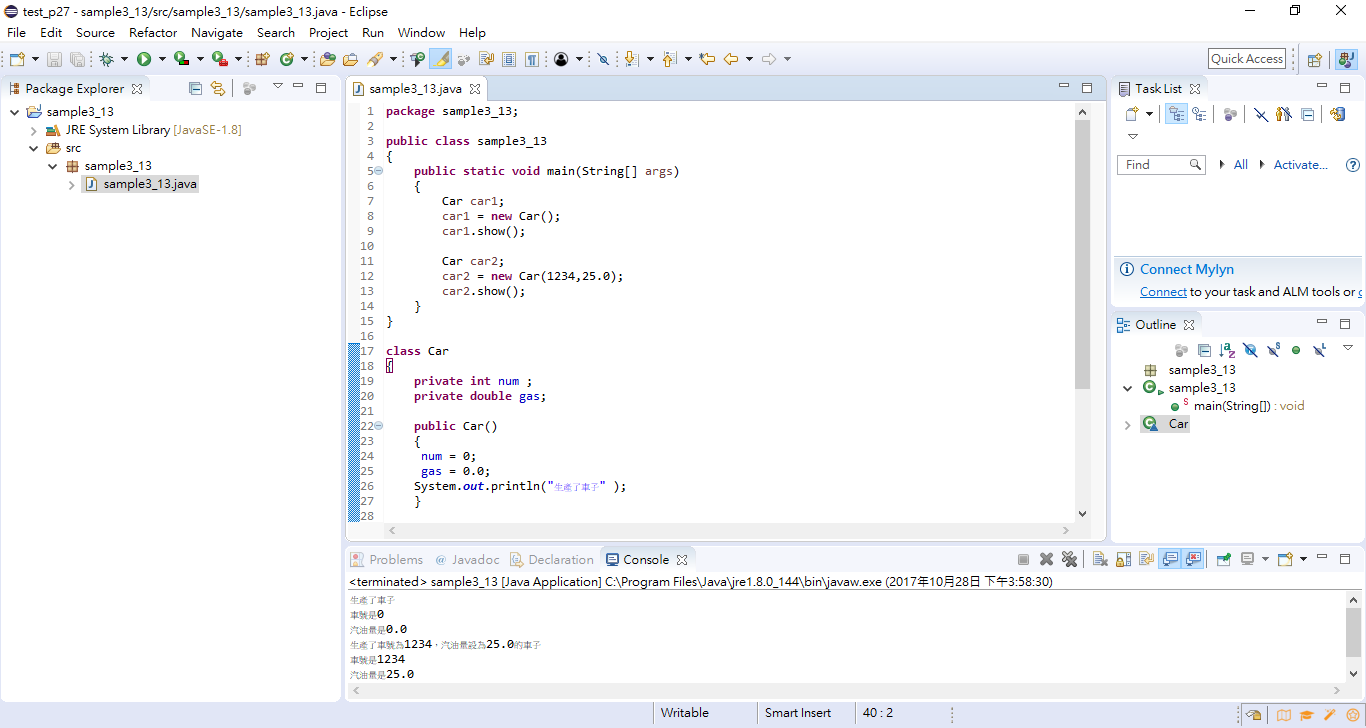 test_p27 - sample3_13/src/sample3_13/sample3_13.java - Eclipse
File Edit Source Refactor Navigate Search Project Run Window Help
Quick Access
Package Explorer
sample3_13
JRE System Library [JavaSE-1.8]
src
sample3_13
sample3_13.java
sample3_13.java
1 package sample3_13;
2
3 public class sample3_13
4 {
5 public static void main(String[] args)
6 {
7 Car car1;
8 car1 = new Car();
9 car1.show();
10
11 Car car2;
12 car2 = new Car(1234,25.0);
13 car2.show();
14 }
15 }
16
17 class Car
18 {
19 private int num ;
20 private double gas;
21
22 public Car()
23 {
24 num = 0;
25 gas = 0.0;
26 System.out.println("生產了車子" );
27 }
28
Task List
Find All Activate...
Connect Mylyn
Connect to your task and ALM tools or c
Outline
sample3_13
sample3_13
main(String[]) : void
Car
Problems @ Javadoc Declaration Console
<terminated> sample3_13 [Java Application] C:\Program Files\Java\jre1.8.0_144\bin\javaw.exe (2017年10月28日 下午3:58:30)
生產了車子
車號是0
汽油量是0.0
生產了車號為1234，汽油量設為25.0的車子
車號是1234
汽油量是25.0
Writable Smart Insert 40 : 2